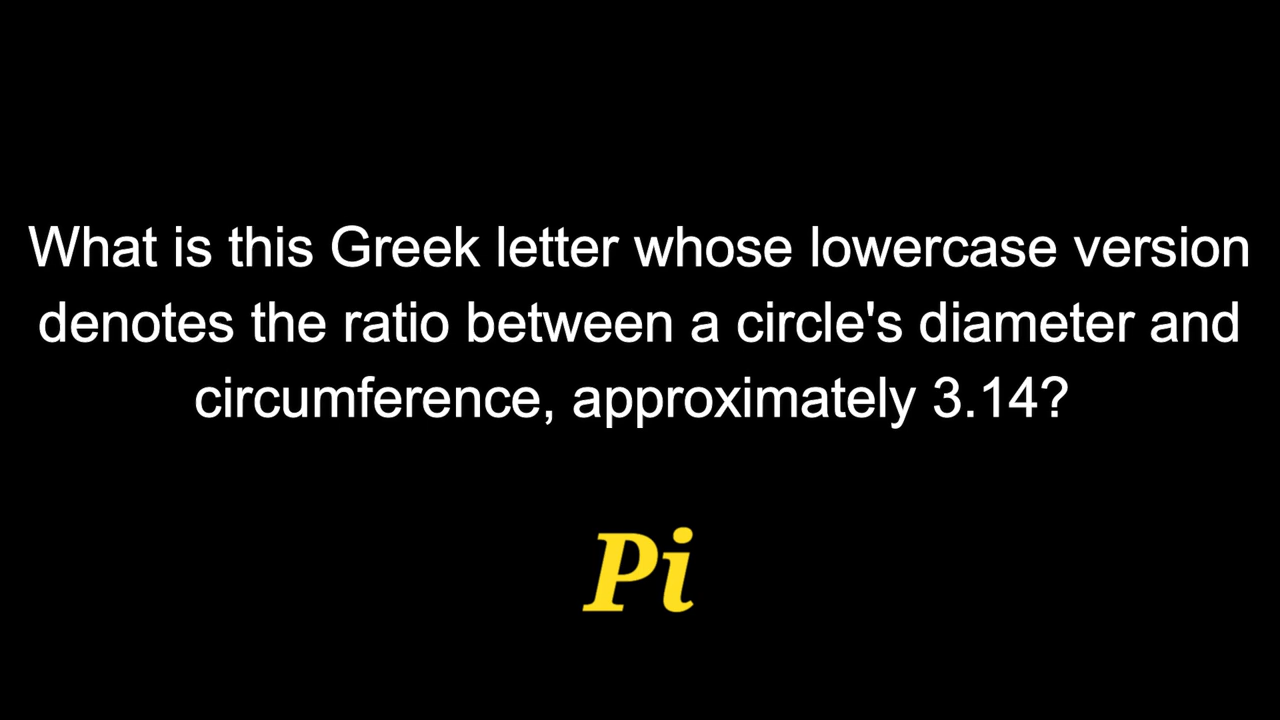 What is this Greek letter whose lowercase version
denotes the ratio between a circle's diameter and
circumference, approximately 3.14?
Pi